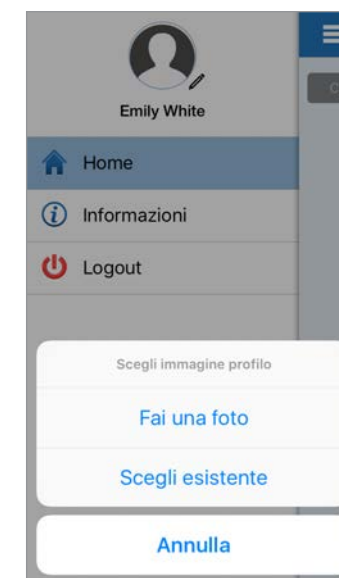 Emily White
Home
Informazioni
Logout
Scegli immagine profilo
Fai una foto
Scegli esistente
Annulla